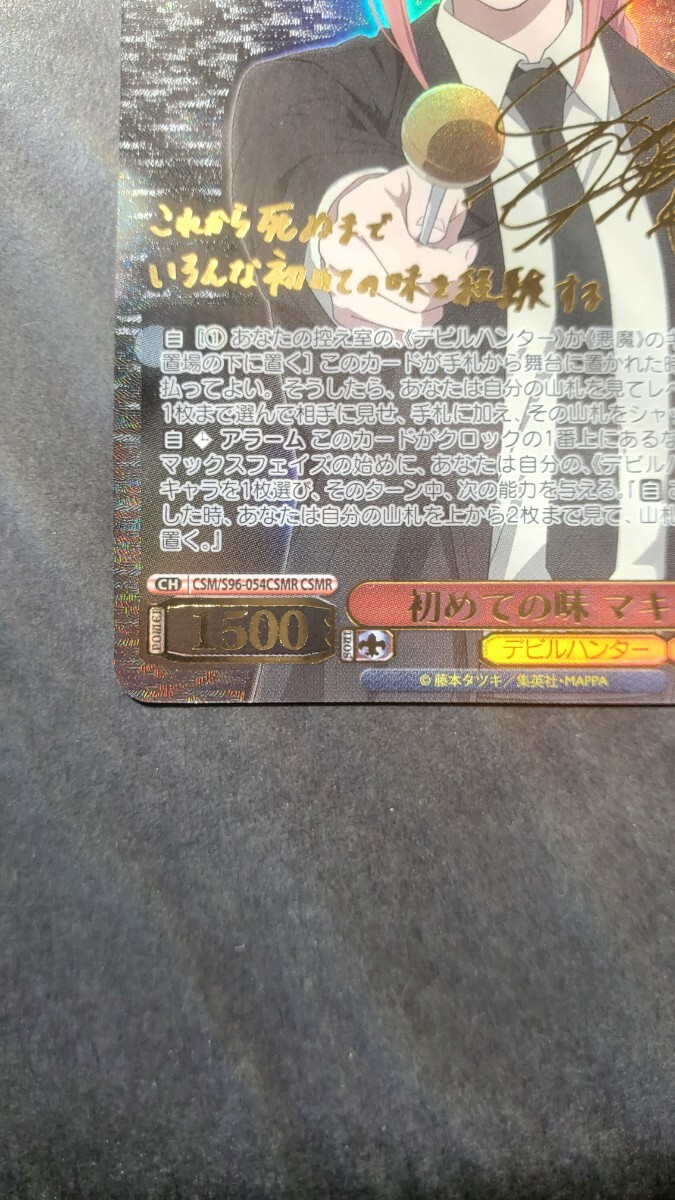 これから死ぬまで
いろんな初めての味を経験する
自 [① あなたの控え室の、《デビルハンター》か《悪魔》のキ
置場の下に置く] このカードが手札から舞台に置かれた時
払ってよい。そうしたら、あなたは自分の山札を見てレベ
1枚まで選んで相手に見せ、手札に加え、その山札をシャッ
自 アラーム このカードがクロックの1番上にあるな
マックスフェイズの始めに、あなたは自分の、《デビルハ
キャラを1枚選び、そのターン中、次の能力を与える。『自
した時、あなたは自分の山札を上から2枚まで見て、山札
置く。』
CH CSM/S96-054CSMR CSMR
POWER 1500 SOUL
初めての味 マキ
デビルハンター
©藤本タツキ／集英社・MAPPA